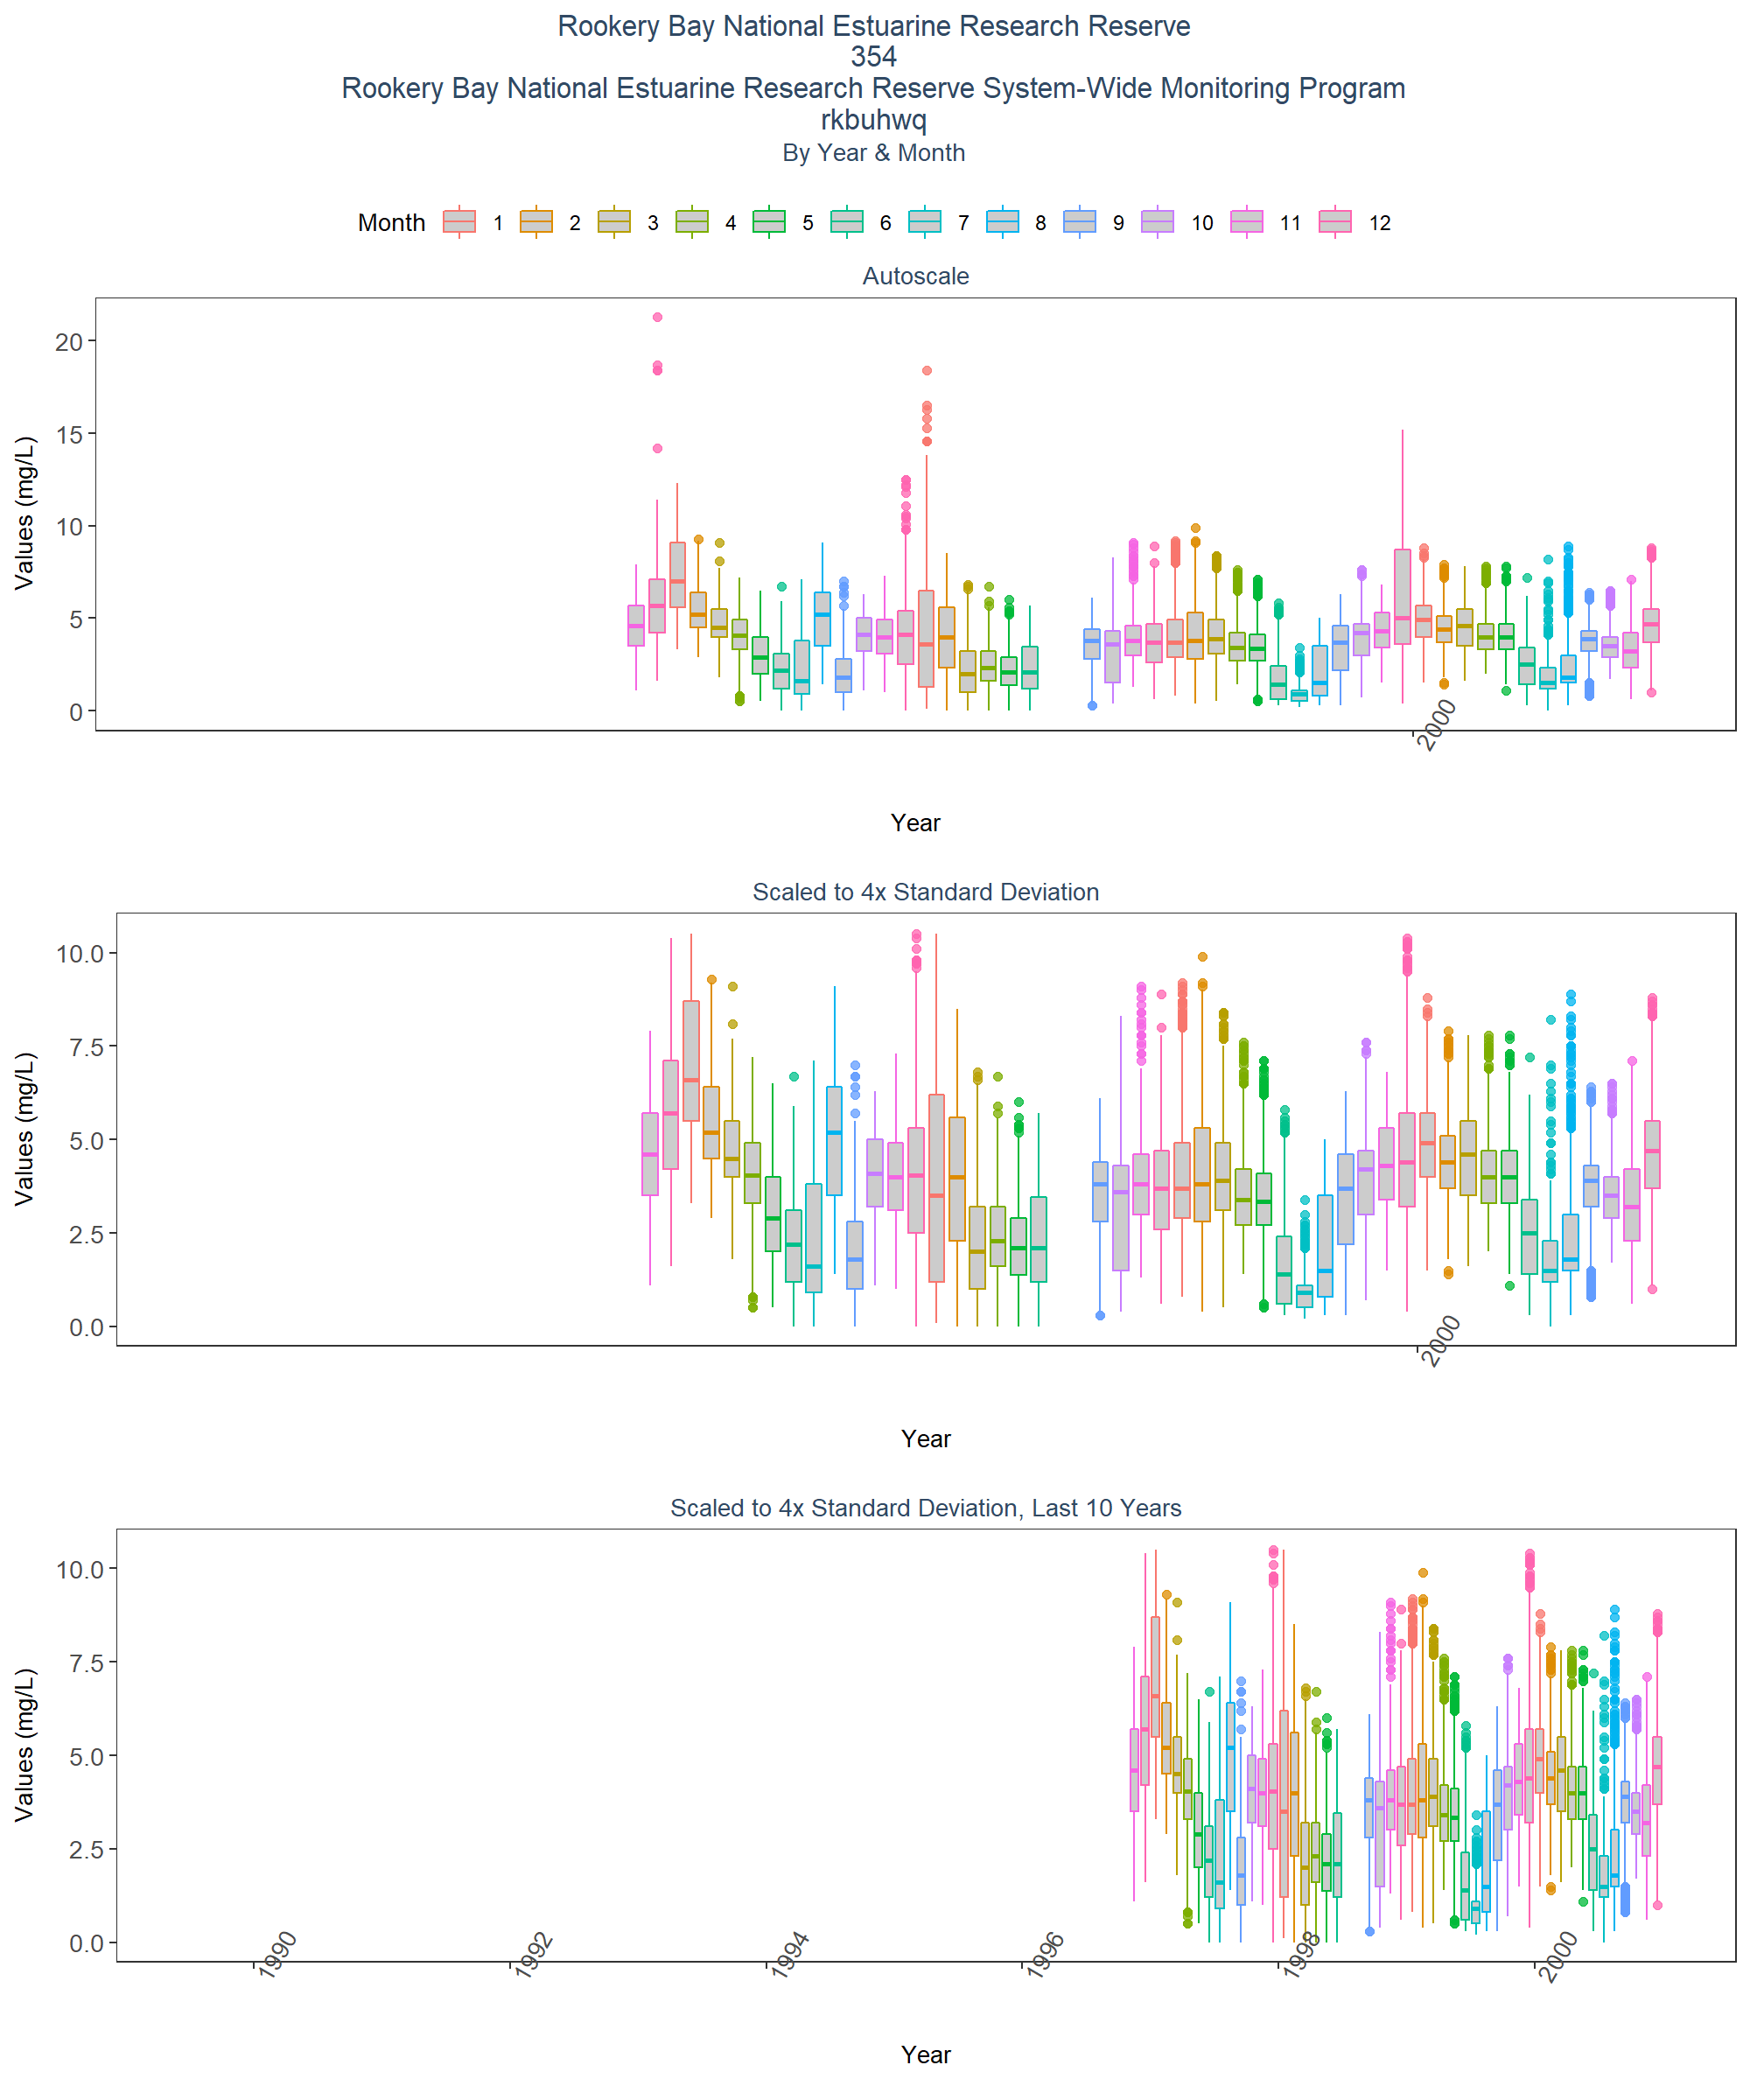 Rookery Bay National Estuarine Research Reserve
354
Rookery Bay National Estuarine Research Reserve System-Wide Monitoring Program
rkbuhwq
By Year & Month
Month 1 2 3 4 5 6 7 8 9 10 11 12
Autoscale
Values (mg/L)
20
15
10
5
0
2000
Year
Scaled to 4x Standard Deviation
Values (mg/L)
10.0
7.5
5.0
2.5
0.0
2000
Year
Scaled to 4x Standard Deviation, Last 10 Years
Values (mg/L)
10.0
7.5
5.0
2.5
0.0
1990 1992 1994 1996 1998 2000
Year